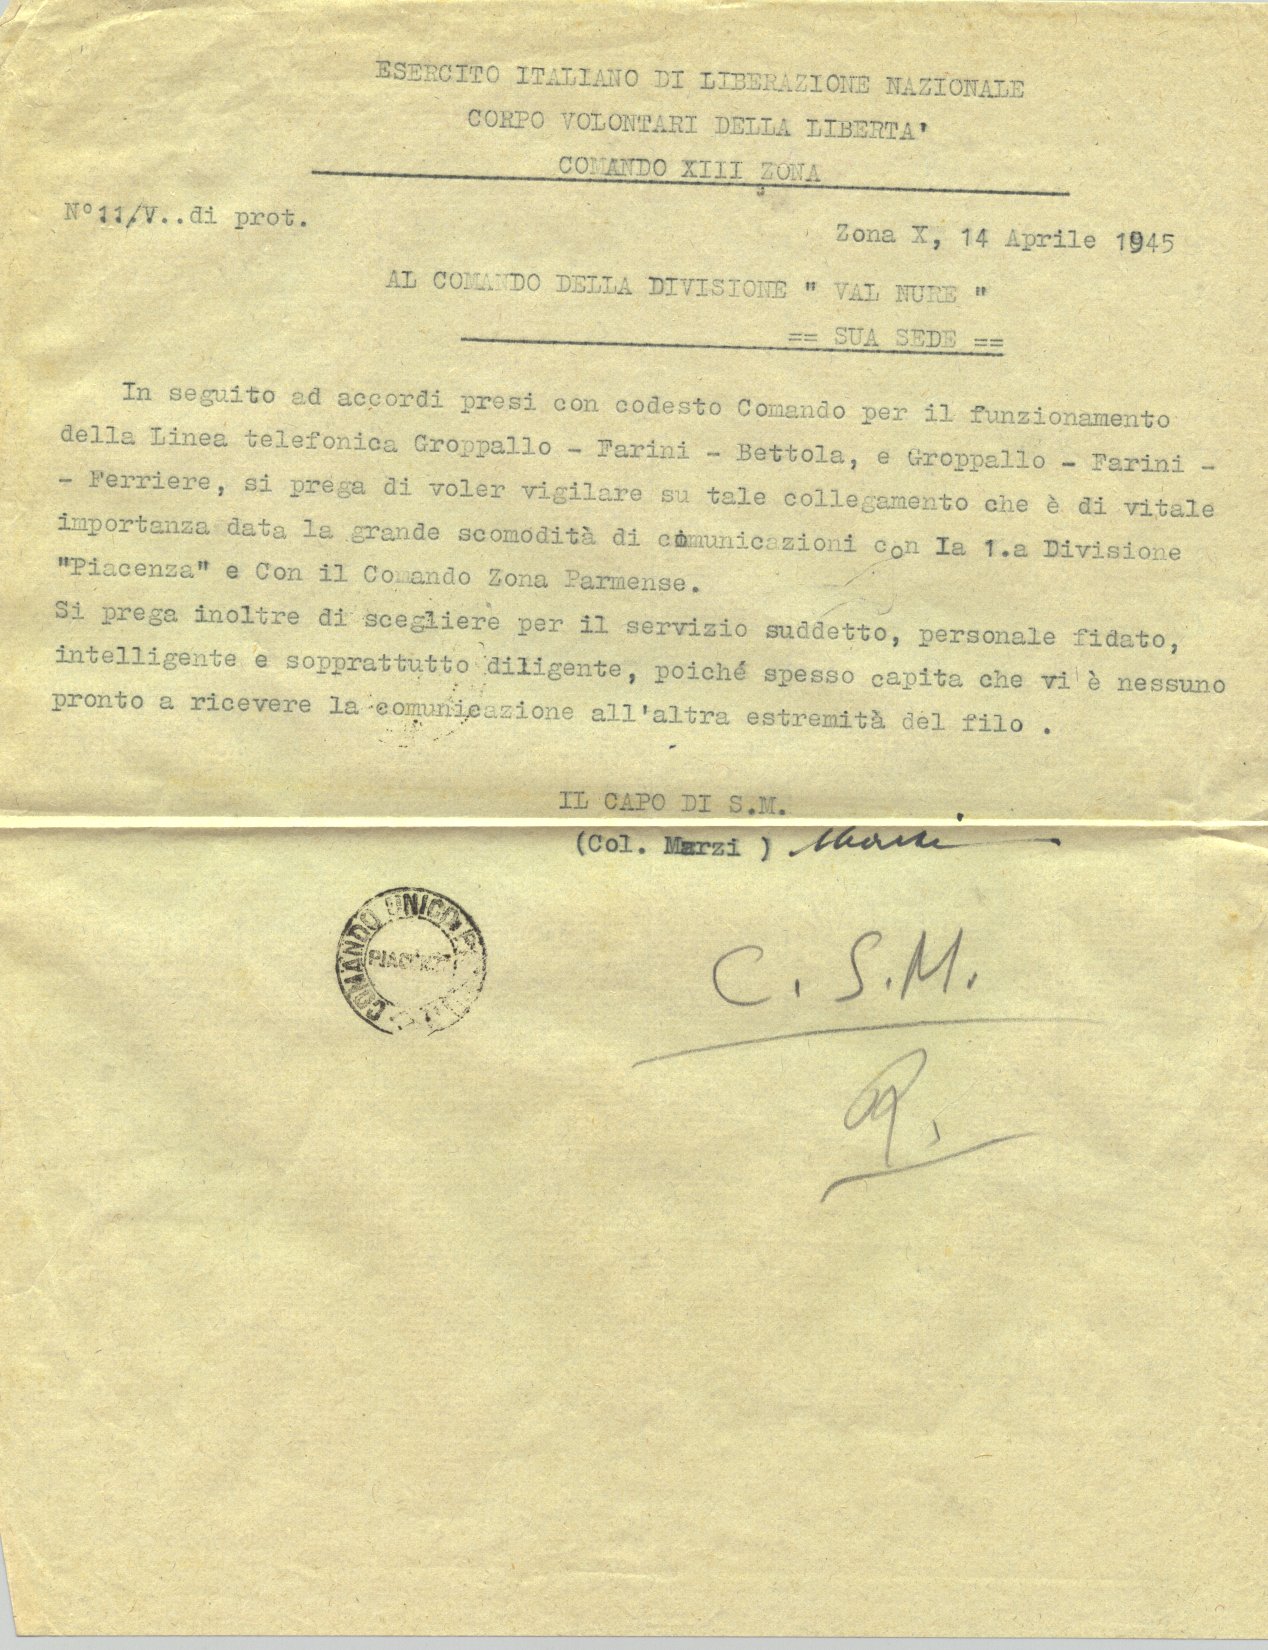 ESERCITO ITALIANO DI LIBERAZIONE NAZIONALE
CORPO VOLONTARI DELLA LIBERTA'
COMANDO XIII ZONA
N° 11/V..di prot.
Zona X, 14 Aprile 1945
AL COMANDO DELLA DIVISIONE " VAL NURE "
== SUA SEDE ==
In seguito ad accordi presi con codesto Comando per il funzionamento
della Linea telefonica Groppallo - Farini - Bettola, e Groppallo - Farini -
- Ferriere, si prega di voler vigilare su tale collegamento che è di vitale
importanza data la grande scomodità di comunicazioni con Ia 1.a Divisione
"Piacenza" e Con il Comando Zona Parmense.
Si prega inoltre di scegliere per il servizio suddetto, personale fidato,
intelligente e soprattutto diligente, poiché spesso capita che vi è nessuno
pronto a ricevere la comunicazione all'altra estremità del filo .
IL CAPO DI S.M.
(Col. Marzi ) Marzi
COMANDO UNICO
PIACENZA
C. S.M.